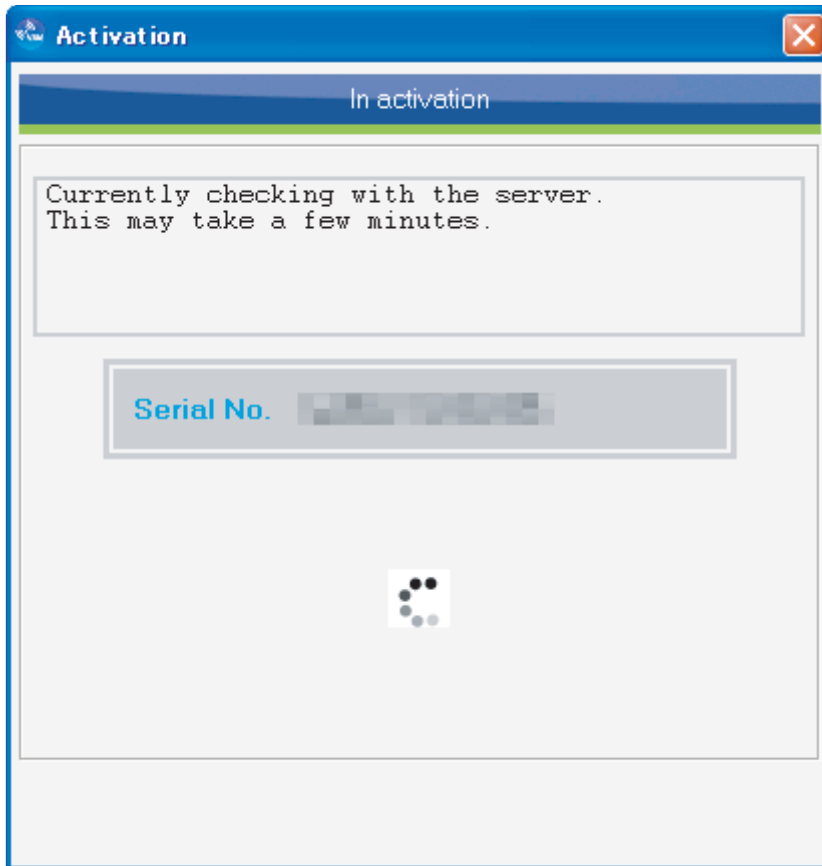 Activation
In activation
Currently checking with the server.
This may take a few minutes.
Serial No.